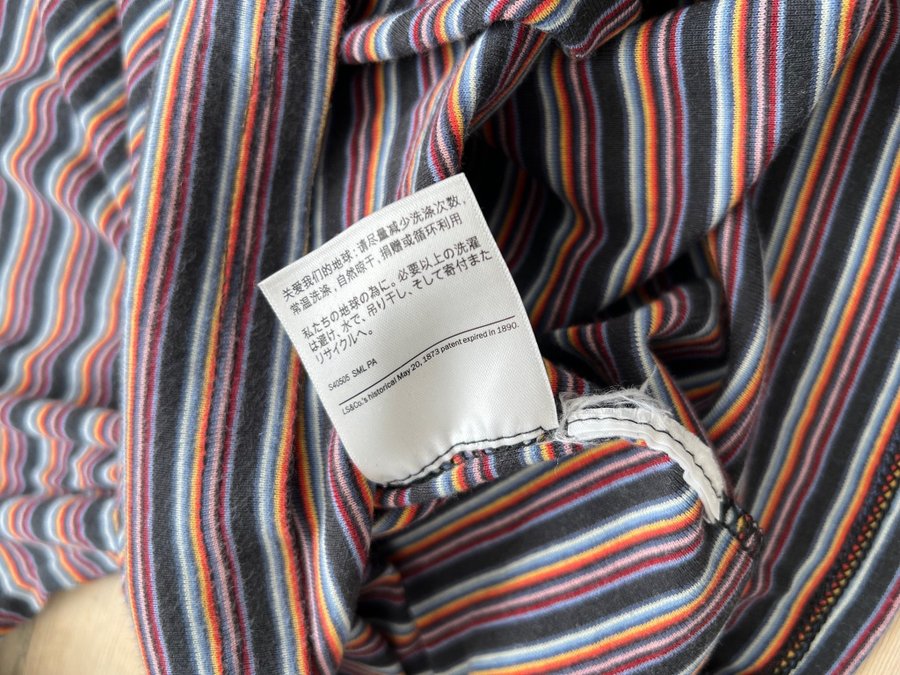 关爱我们的地球：请尽量减少洗涤次数，
常温洗涤，自然晾干，捐赠或循环利用
私たちの地球の為に。必要以上の洗濯
は避け、水で、吊り干し、そして寄付また
リサイクルへ。
S40505 SML PA
LS&Co.'s historical May 20, 1873 patent expired in 1890.